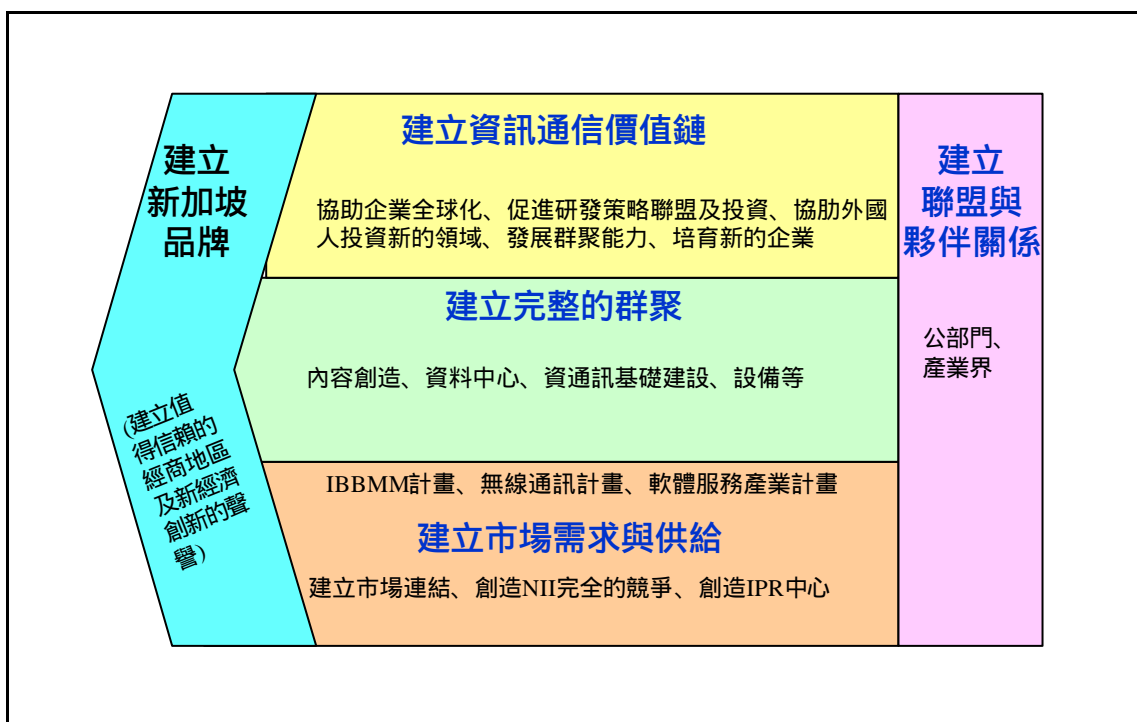 建立
新加坡
品牌
(建立值
得信賴的
經商地區
及新經濟
創新的聲
譽)
建立資訊通信價值鏈
協助企業全球化、促進研發策略聯盟及投資、協肋外國
人投資新的領域、發展群聚能力、培育新的企業
建立完整的群聚
內容創造、資料中心、資通訊基礎建設、設備等
IBBMM計畫、無線通訊計畫、軟體服務產業計畫
建立市場需求與供給
建立市場連結、創造NII完全的競爭、創造IPR中心
建立
聯盟與
夥伴關係
公部門、
產業界